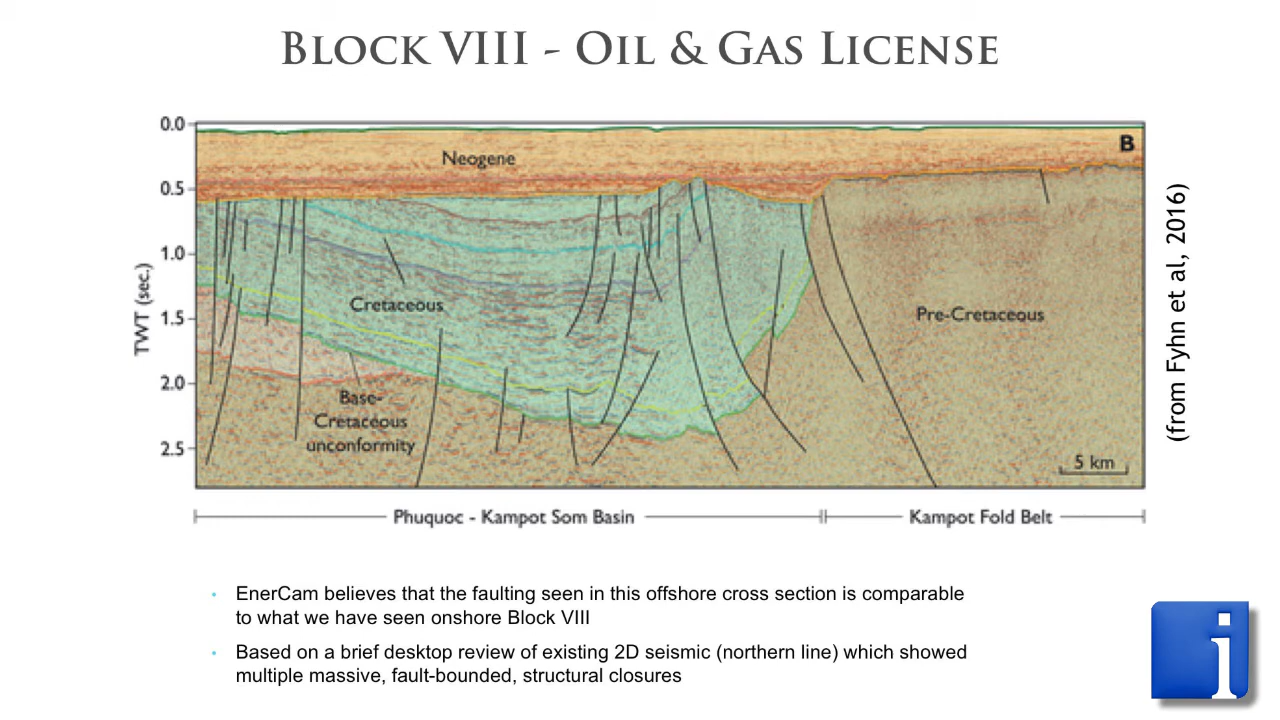 BLOCK VIII - OIL & GAS LICENSE
0.0
0.5
1.0
1.5
2.0
2.5
TWT (sec.)
B
Neogene
Cretaceous
Pre-Cretaceous
Base-
Cretaceous
unconformity
5 km
Phuquoc - Kampot Som Basin
Kampot Fold Belt
(from Fyhn et al, 2016)
• EnerCam believes that the faulting seen in this offshore cross section is comparable
to what we have seen onshore Block VIII
• Based on a brief desktop review of existing 2D seismic (northern line) which showed
multiple massive, fault-bounded, structural closures
i